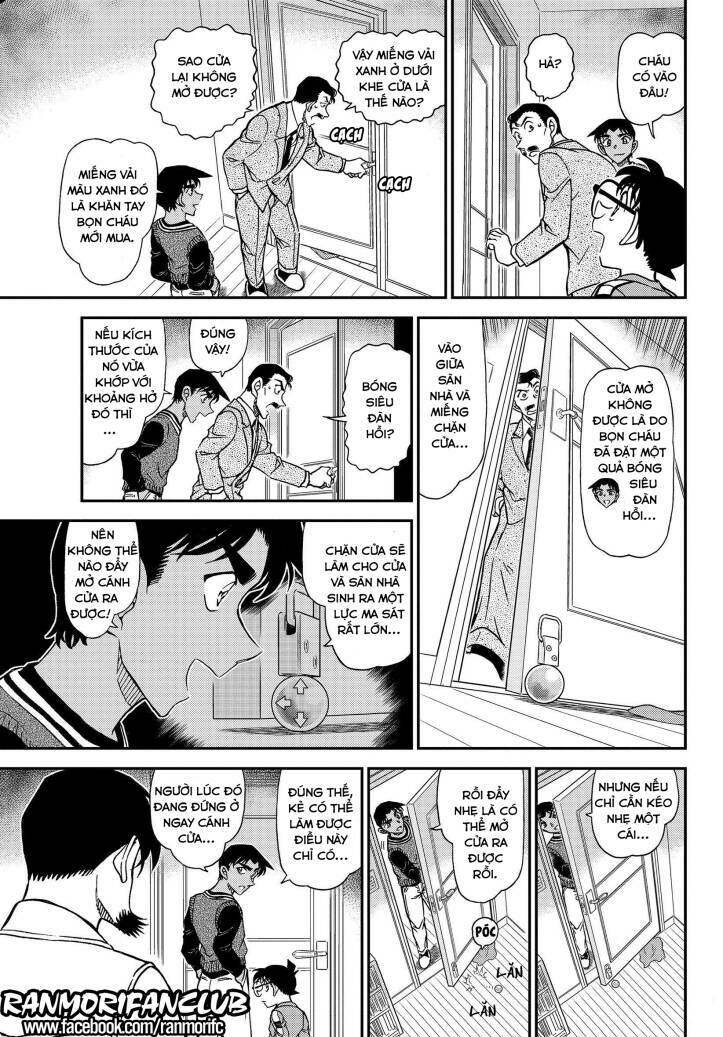 CHÁU
CÓ VÀO
ĐÂU!
HẢ?
VẬY MIẾNG VẢI
XANH Ở DƯỚI
KHE CỬA LÀ
THẾ NÀO?
SAO CỬA
LẠI KHÔNG
MỞ ĐƯỢC?
CẠCH
CẠCH
MIẾNG VẢI
MÀU XANH ĐÓ
LÀ KHĂN TAY
BỌN CHÁU
MỚI MUA.
CỬA MỞ
KHÔNG
ĐƯỢC LÀ DO
BỌN CHÁU
ĐÃ ĐẶT MỘT
QUẢ BÓNG
SIÊU
ĐÀN
HỒI...
VÀO
GIỮA
SÀN
NHÀ VÀ
MIẾNG
CHẶN
CỬA...
BÓNG
SIÊU
ĐÀN
HỒI?
ĐÚNG
VẬY!
NẾU KÍCH
THƯỚC CỦA
NÓ VỪA
KHỚP VỚI
KHOẢNG HỞ
ĐÓ THÌ
...
CHẶN CỬA SẼ
LÀM CHO CỬA
VÀ SÀN NHÀ
SINH RA MỘT
LỰC MA SÁT
RẤT LỚN...
NÊN
KHÔNG THỂ
NÀO ĐẨY
MỞ CÁNH
CỬA RA
ĐƯỢC!
NHƯNG NẾU
CHỈ CẦN KÉO
NHẸ MỘT
CÁI...
RỒI ĐẨY
NHẸ LÀ CÓ
THỂ MỞ
CỬA RA
ĐƯỢC
RỒI.
PÓC
LĂN
LĂN
ĐÚNG THẾ,
KẺ CÓ THỂ
LÀM ĐƯỢC
ĐIỀU NÀY
CHỈ CÓ...
NGƯỜI LÚC ĐÓ
ĐANG ĐỨNG Ở
NGAY CÁNH
CỬA...
RANMORIFANCLUB
www.facebook.com/ranmorifc